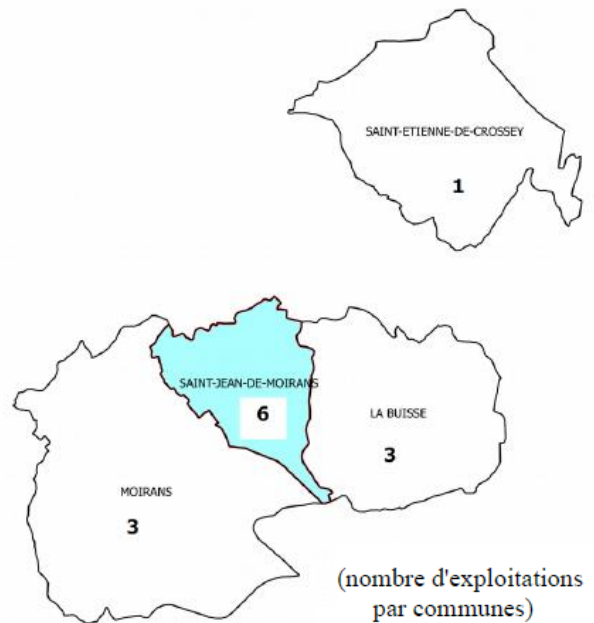 SAINT-ETIENNE-DE-CROSSEY
1
SAINT-JEAN-DE-MOIRANS
6
LA BUISSE
3
MOIRANS
3
(nombre d'exploitations
par communes)